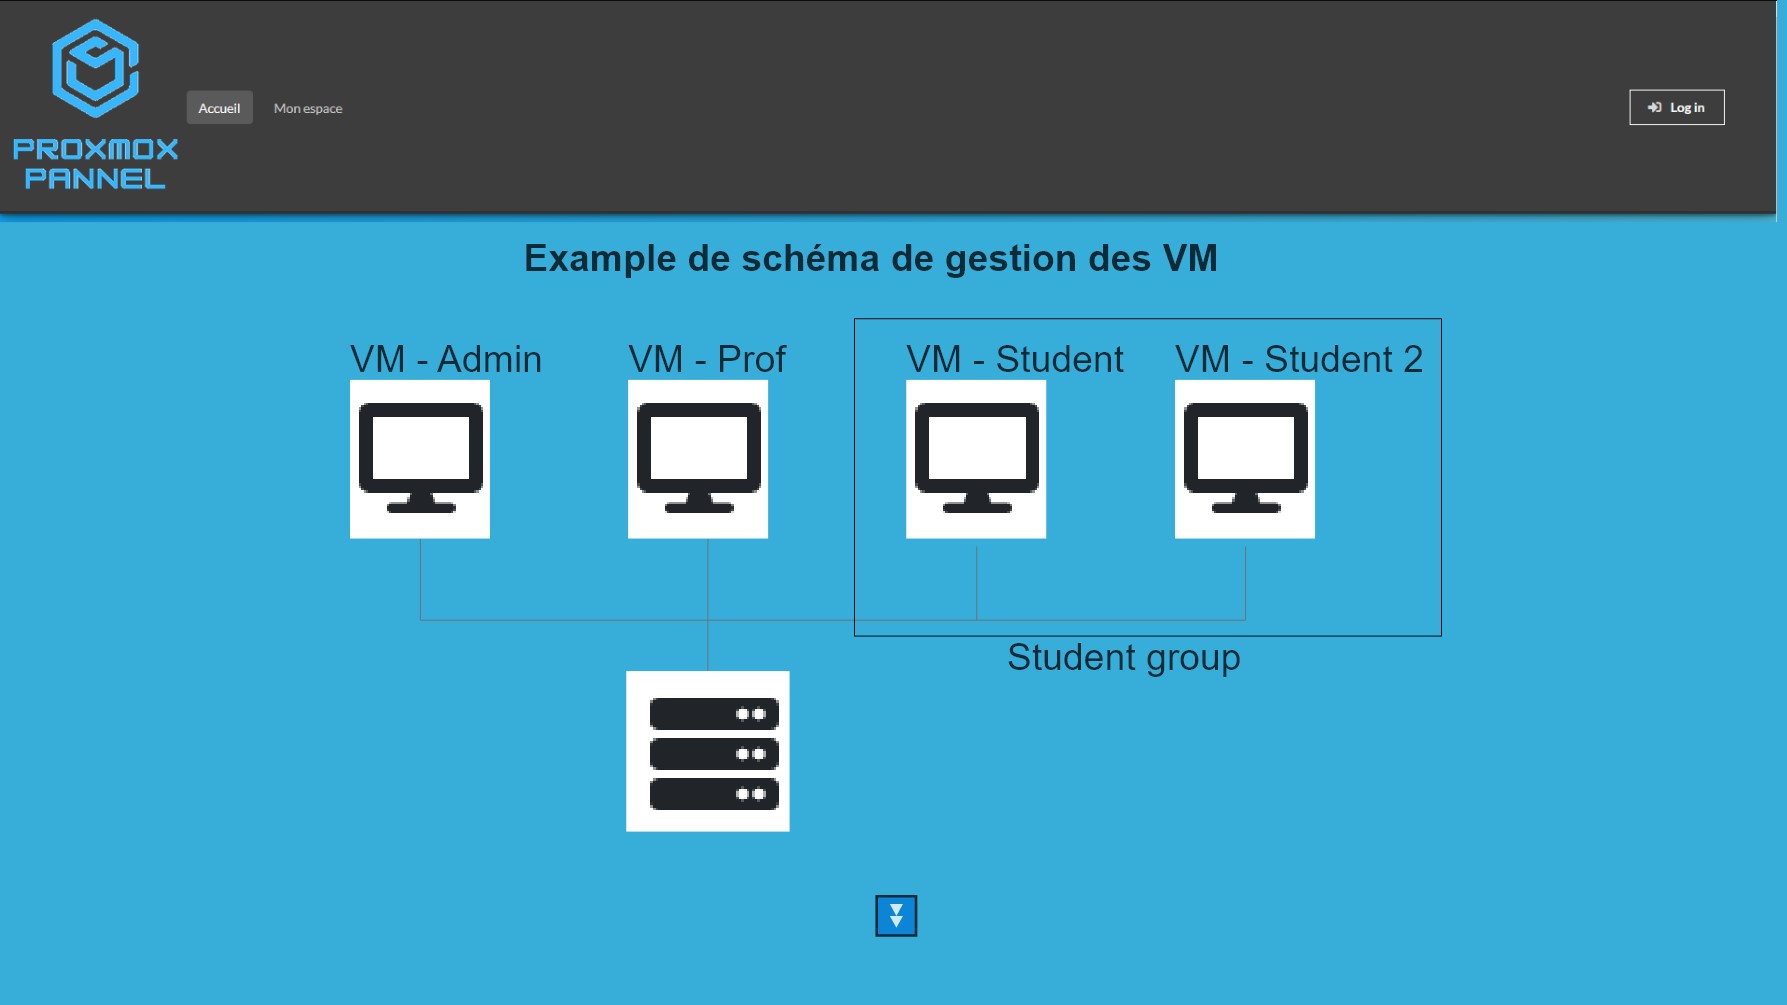 PROXMOX
PANNEL
Accueil
Mon espace
Log in
Example de schéma de gestion des VM
VM - Admin
VM - Prof
VM - Student
VM - Student 2
Student group